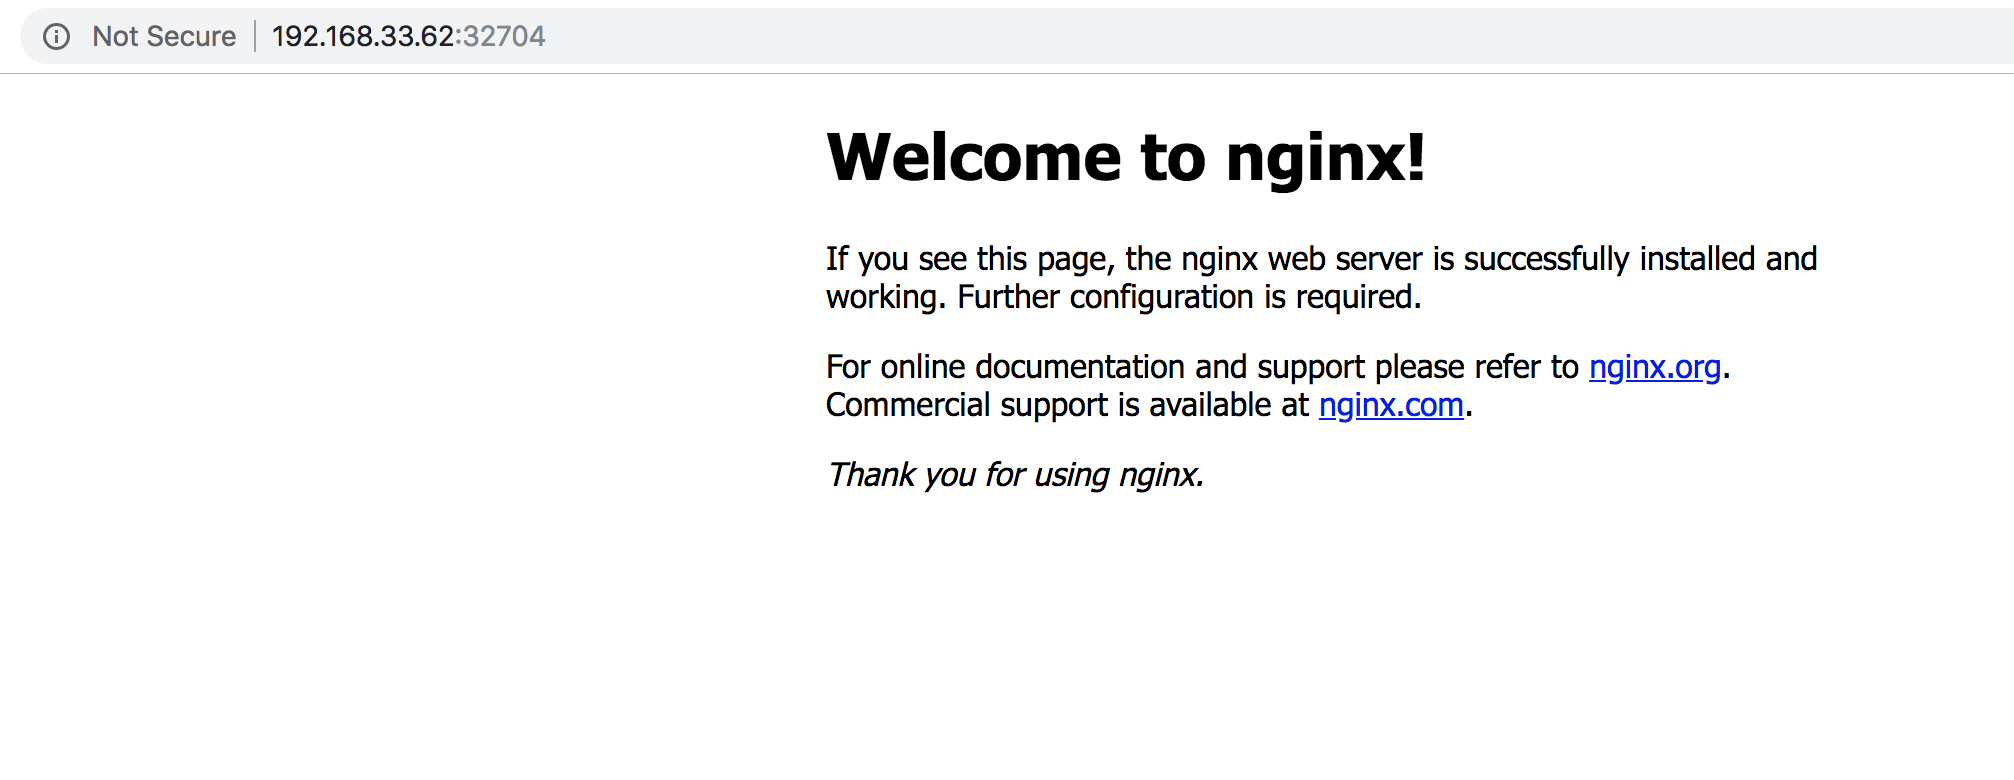 Not Secure | 192.168.33.62:32704
Welcome to nginx!
If you see this page, the nginx web server is successfully installed and
working. Further configuration is required.
For online documentation and support please refer to nginx.org.
Commercial support is available at nginx.com.
Thank you for using nginx.